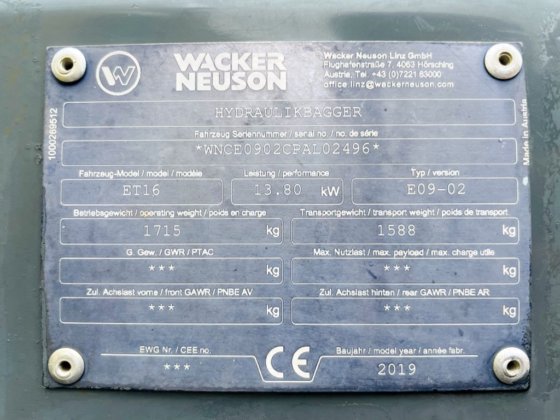 W
WACKER
NEUSON
Wacker Neuson Linz GmbH
Flughafenstraße 7, 4063 Hörsching
Austria, Tel. +43 (0)7221 63000
office.linz@wackerneuson.com
HYDRAULIKBAGGER
Fahrzeug Seriennummer / serial no. / no. de série
*WNCE0902CPAL02496*
Fahrzeug-Model / model / modèle
Leistung / performance
Typ / version
ET16
13.80 kW
E09-02
Betriebsgewicht / operating weight / poids en charge
Transportgewicht / transport weight / poids de transport
1715 kg
1588 kg
G. Gew. / GWR / PTAC
Max. Nutzlast / max. payload / max. charge utile
*** kg
*** kg
Zul. Achslast vorne / front GAWR / PNBE AV
Zul. Achslast hinten / rear GAWR / PNBE AR
*** kg
*** kg
EWG Nr. / CEE no.
***
CE
Baujahr / model year / année fabr.
2019
1000289512
Made in Austria